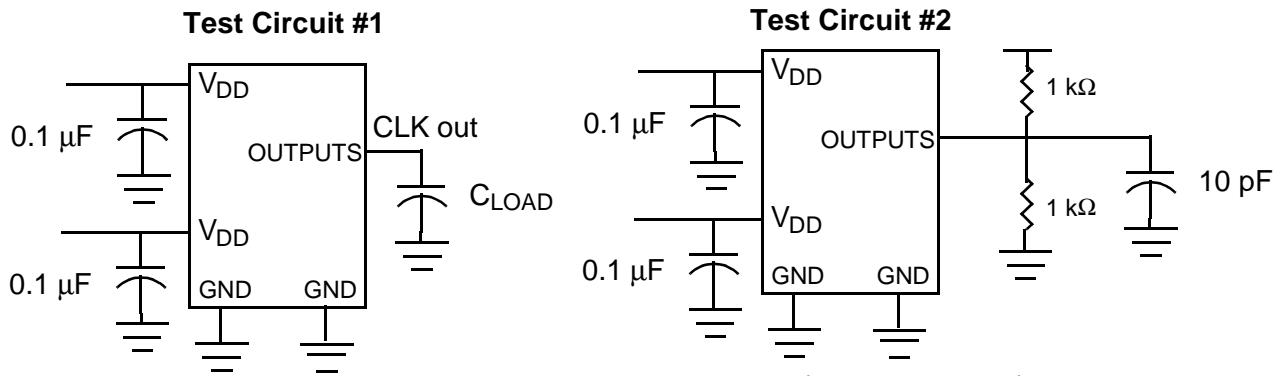 Test Circuit #1
VDD
0.1 μF
CLK out
OUTPUTS
CLOAD
VDD
0.1 μF
GND
GND
Test Circuit #2
VDD
1 kΩ
0.1 μF
OUTPUTS
10 pF
1 kΩ
VDD
0.1 μF
GND
GND